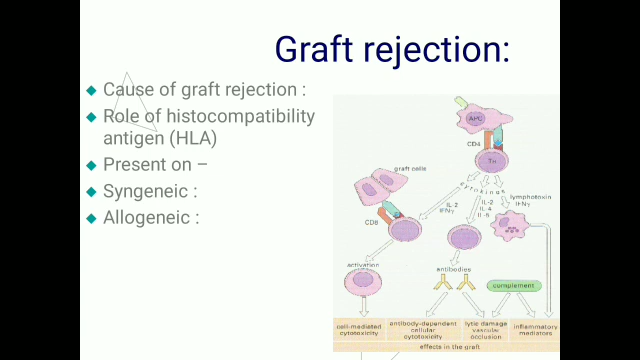 Graft rejection:
Cause of graft rejection :
Role of histocompatibility
antigen (HLA)
Present on –
Syngeneic :
Allogeneic :
APC
CD4
TH
graft cells
cytokines
lymphotoxin
IFNγ
IL-2
IFNγ
IL-2
IL-4
CD8
activation
antibodies
complement
cell-mediated
cytotoxicity
antibody-dependent
cellular
cytotoxicity
lytic damage
vascular
occlusion
inflammatory
mediators
effects in the graft